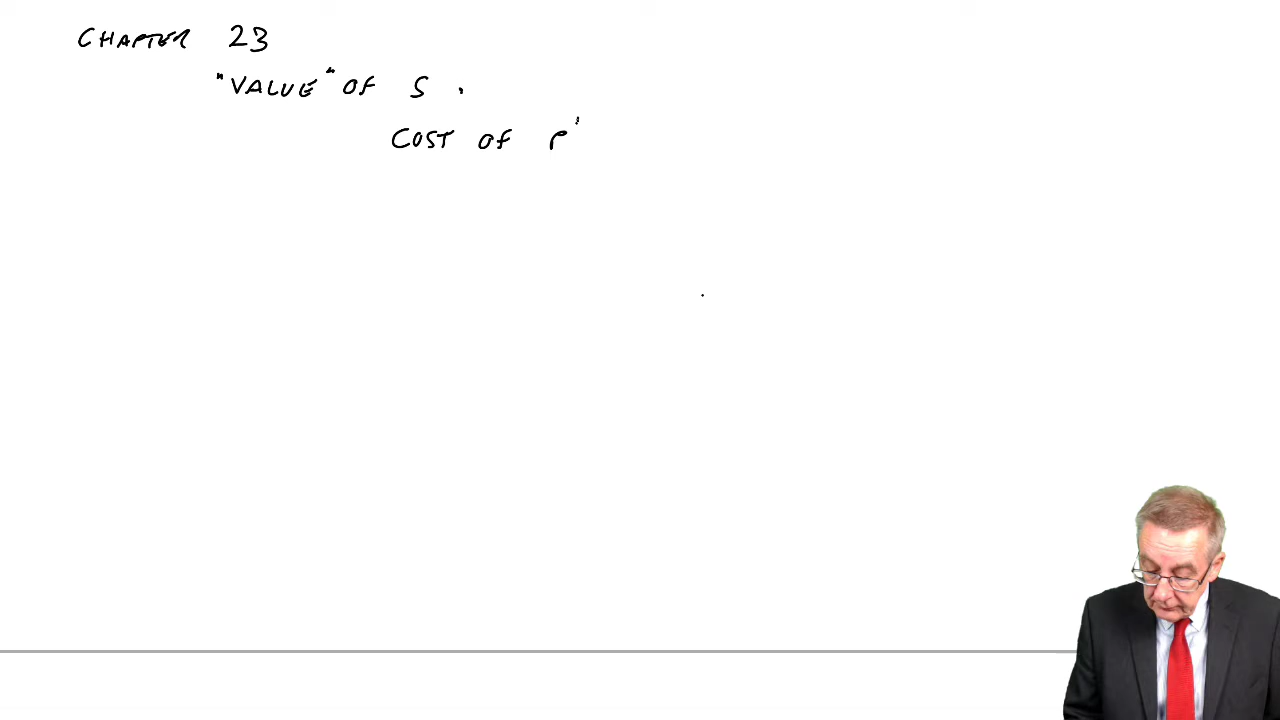 CHAPTER 23
"VALUE" OF S .
COST OF P'